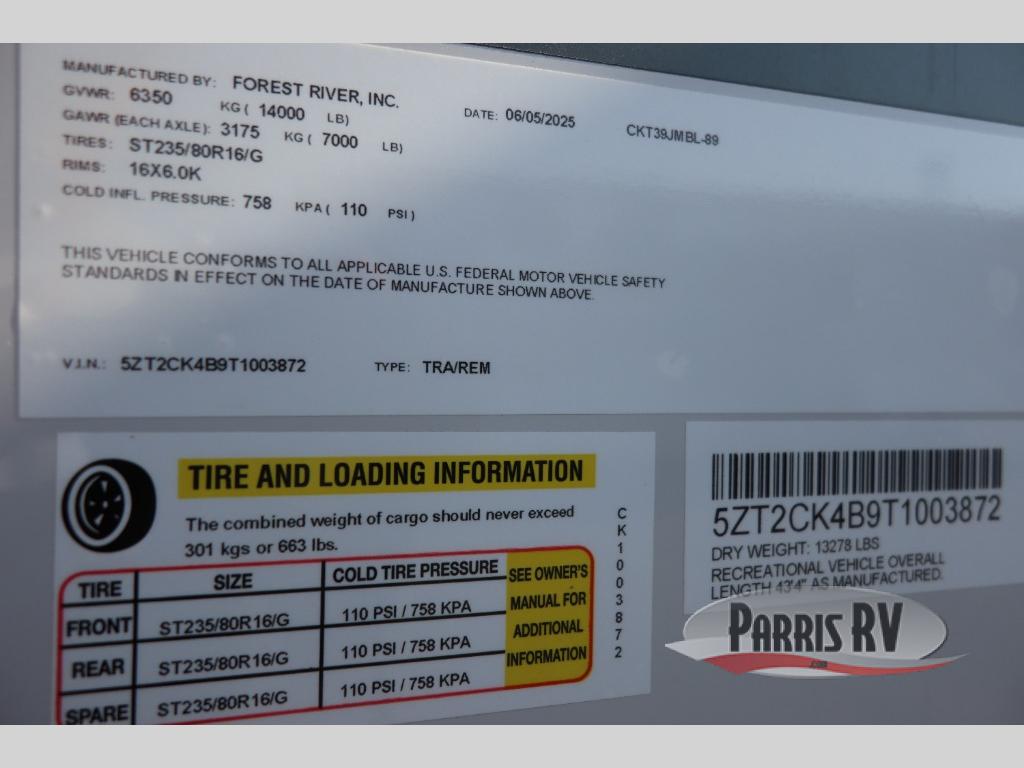 MANUFACTURED BY: FOREST RIVER, INC.
GVWR: 6350 KG ( 14000 LB)
DATE: 06/05/2025
CKT39JMBL-89
GAWR (EACH AXLE): 3175 KG ( 7000 LB)
TIRES: ST235/80R16/G
RIMS: 16X6.0K
COLD INFL. PRESSURE: 758 KPA ( 110 PSI )
THIS VEHICLE CONFORMS TO ALL APPLICABLE U.S. FEDERAL MOTOR VEHICLE SAFETY
STANDARDS IN EFFECT ON THE DATE OF MANUFACTURE SHOWN ABOVE.
V.I.N.: 5ZT2CK4B9T1003872 TYPE: TRA/REM
TIRE AND LOADING INFORMATION
The combined weight of cargo should never exceed
301 kgs or 663 lbs.
TIRE SIZE COLD TIRE PRESSURE
FRONT ST235/80R16/G 110 PSI / 758 KPA
REAR ST235/80R16/G 110 PSI / 758 KPA
SPARE ST235/80R16/G 110 PSI / 758 KPA
SEE OWNER'S
MANUAL FOR
ADDITIONAL
INFORMATION
CK1003872
5ZT2CK4B9T1003872
DRY WEIGHT: 13278 LBS
RECREATIONAL VEHICLE OVERALL
LENGTH 43'4" AS MANUFACTURED.
PARRIS RV
.com